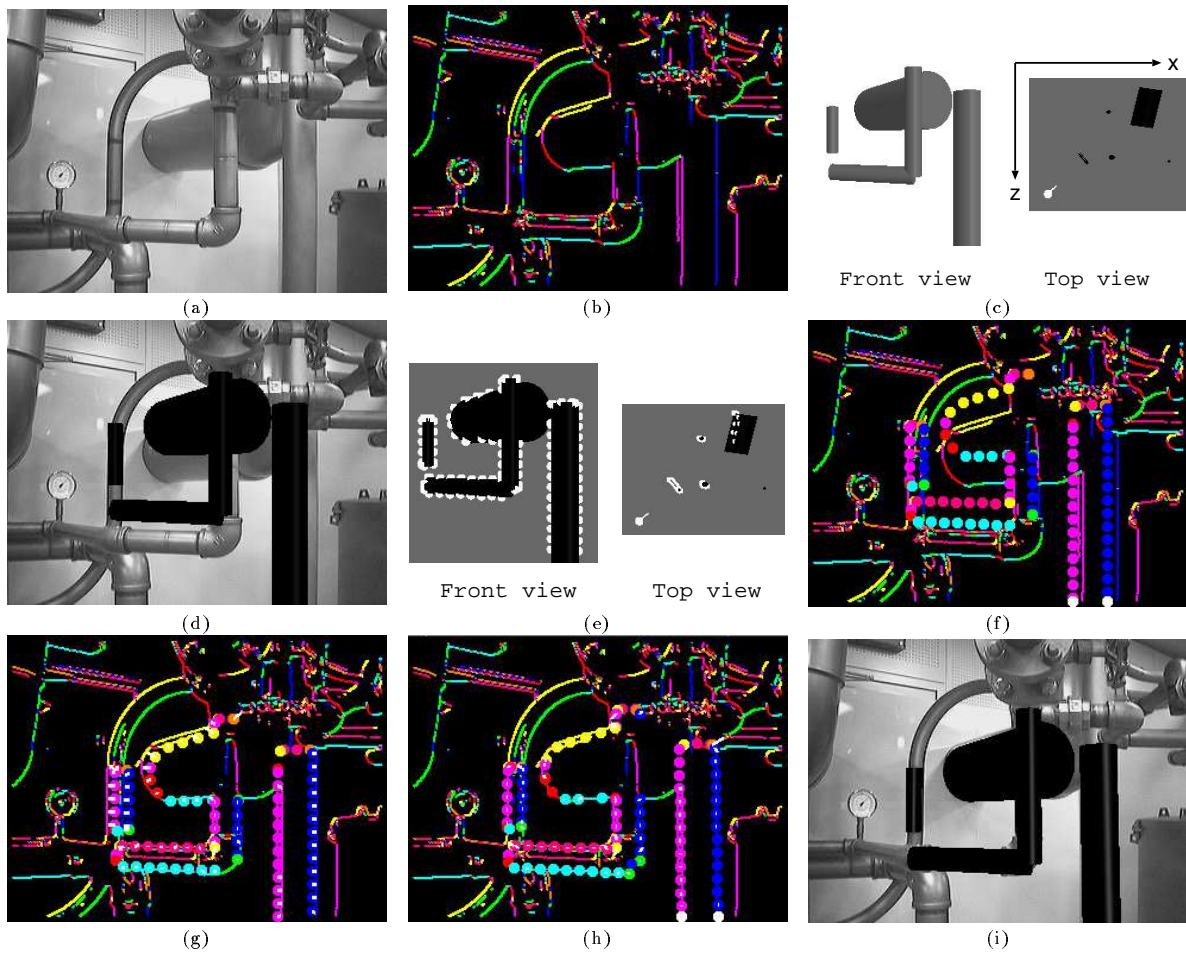 x
z
Front view
Top view
(a)
(b)
(c)
Front view
Top view
(d)
(e)
(f)
(g)
(h)
(i)